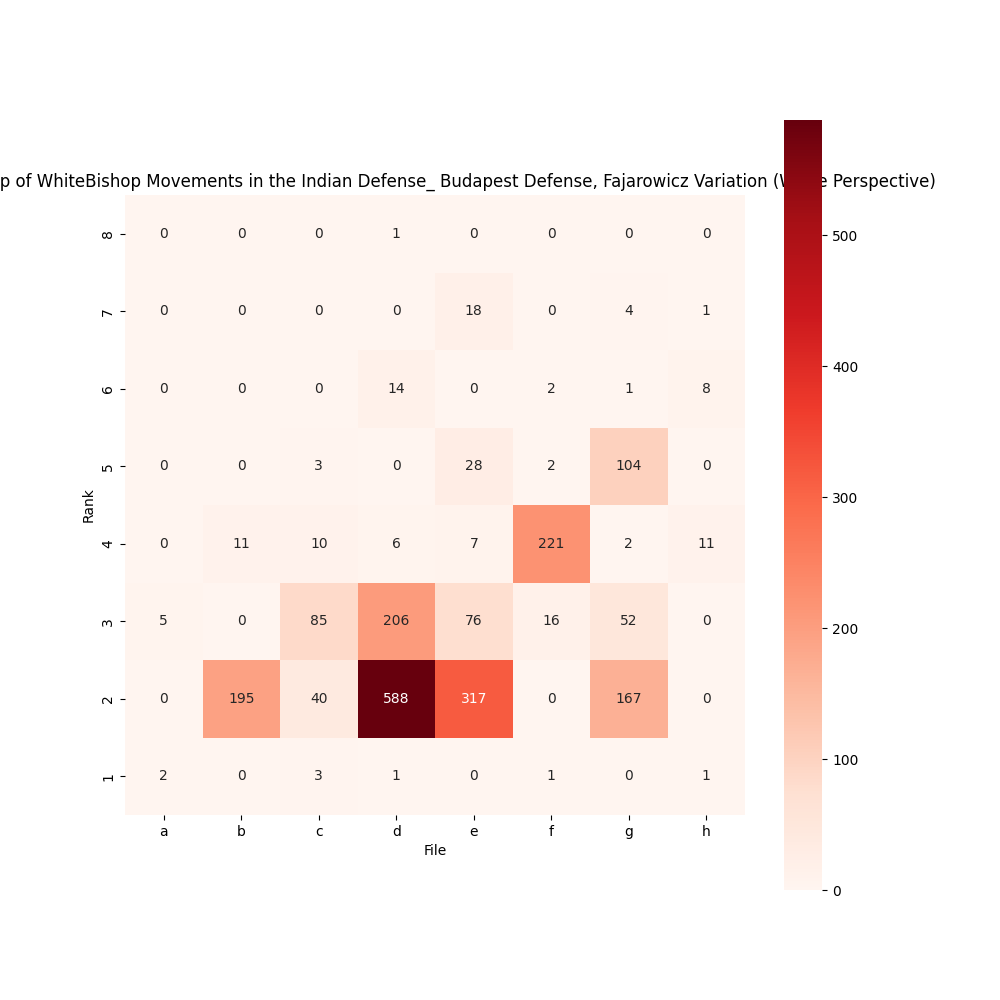 p of WhiteBishop Movements in the Indian Defense_ Budapest Defense, Fajarowicz Variation (W e Perspective)
8 0 0 0 1 0 0 0 0
7 0 0 0 0 18 0 4 1
6 0 0 0 14 0 2 1 8
5 0 0 3 0 28 2 104 0
4 0 11 10 6 7 221 2 11
3 5 0 85 206 76 16 52 0
2 0 195 40 588 317 0 167 0
1 2 0 3 1 0 1 0 1
a b c d e f g h
File
Rank
500
400
300
200
100
0